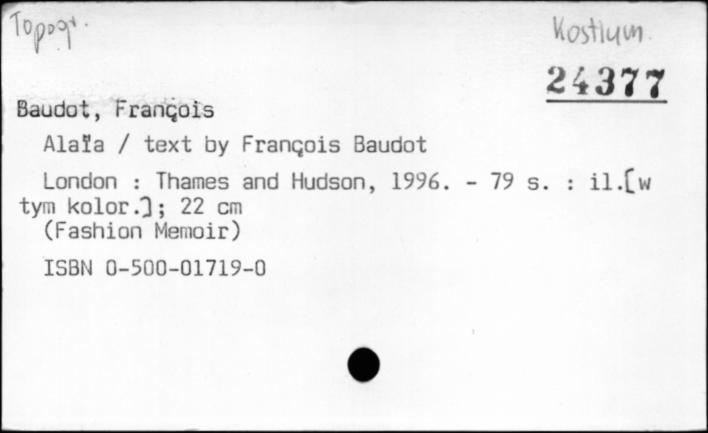 Topogr.
Kostium
24377
Baudot, François
Alaïa / text by François Baudot
London : Thames and Hudson, 1996. - 79 s. : il.[w
tym kolor.]; 22 cm
(Fashion Memoir)
ISBN 0-500-01719-0